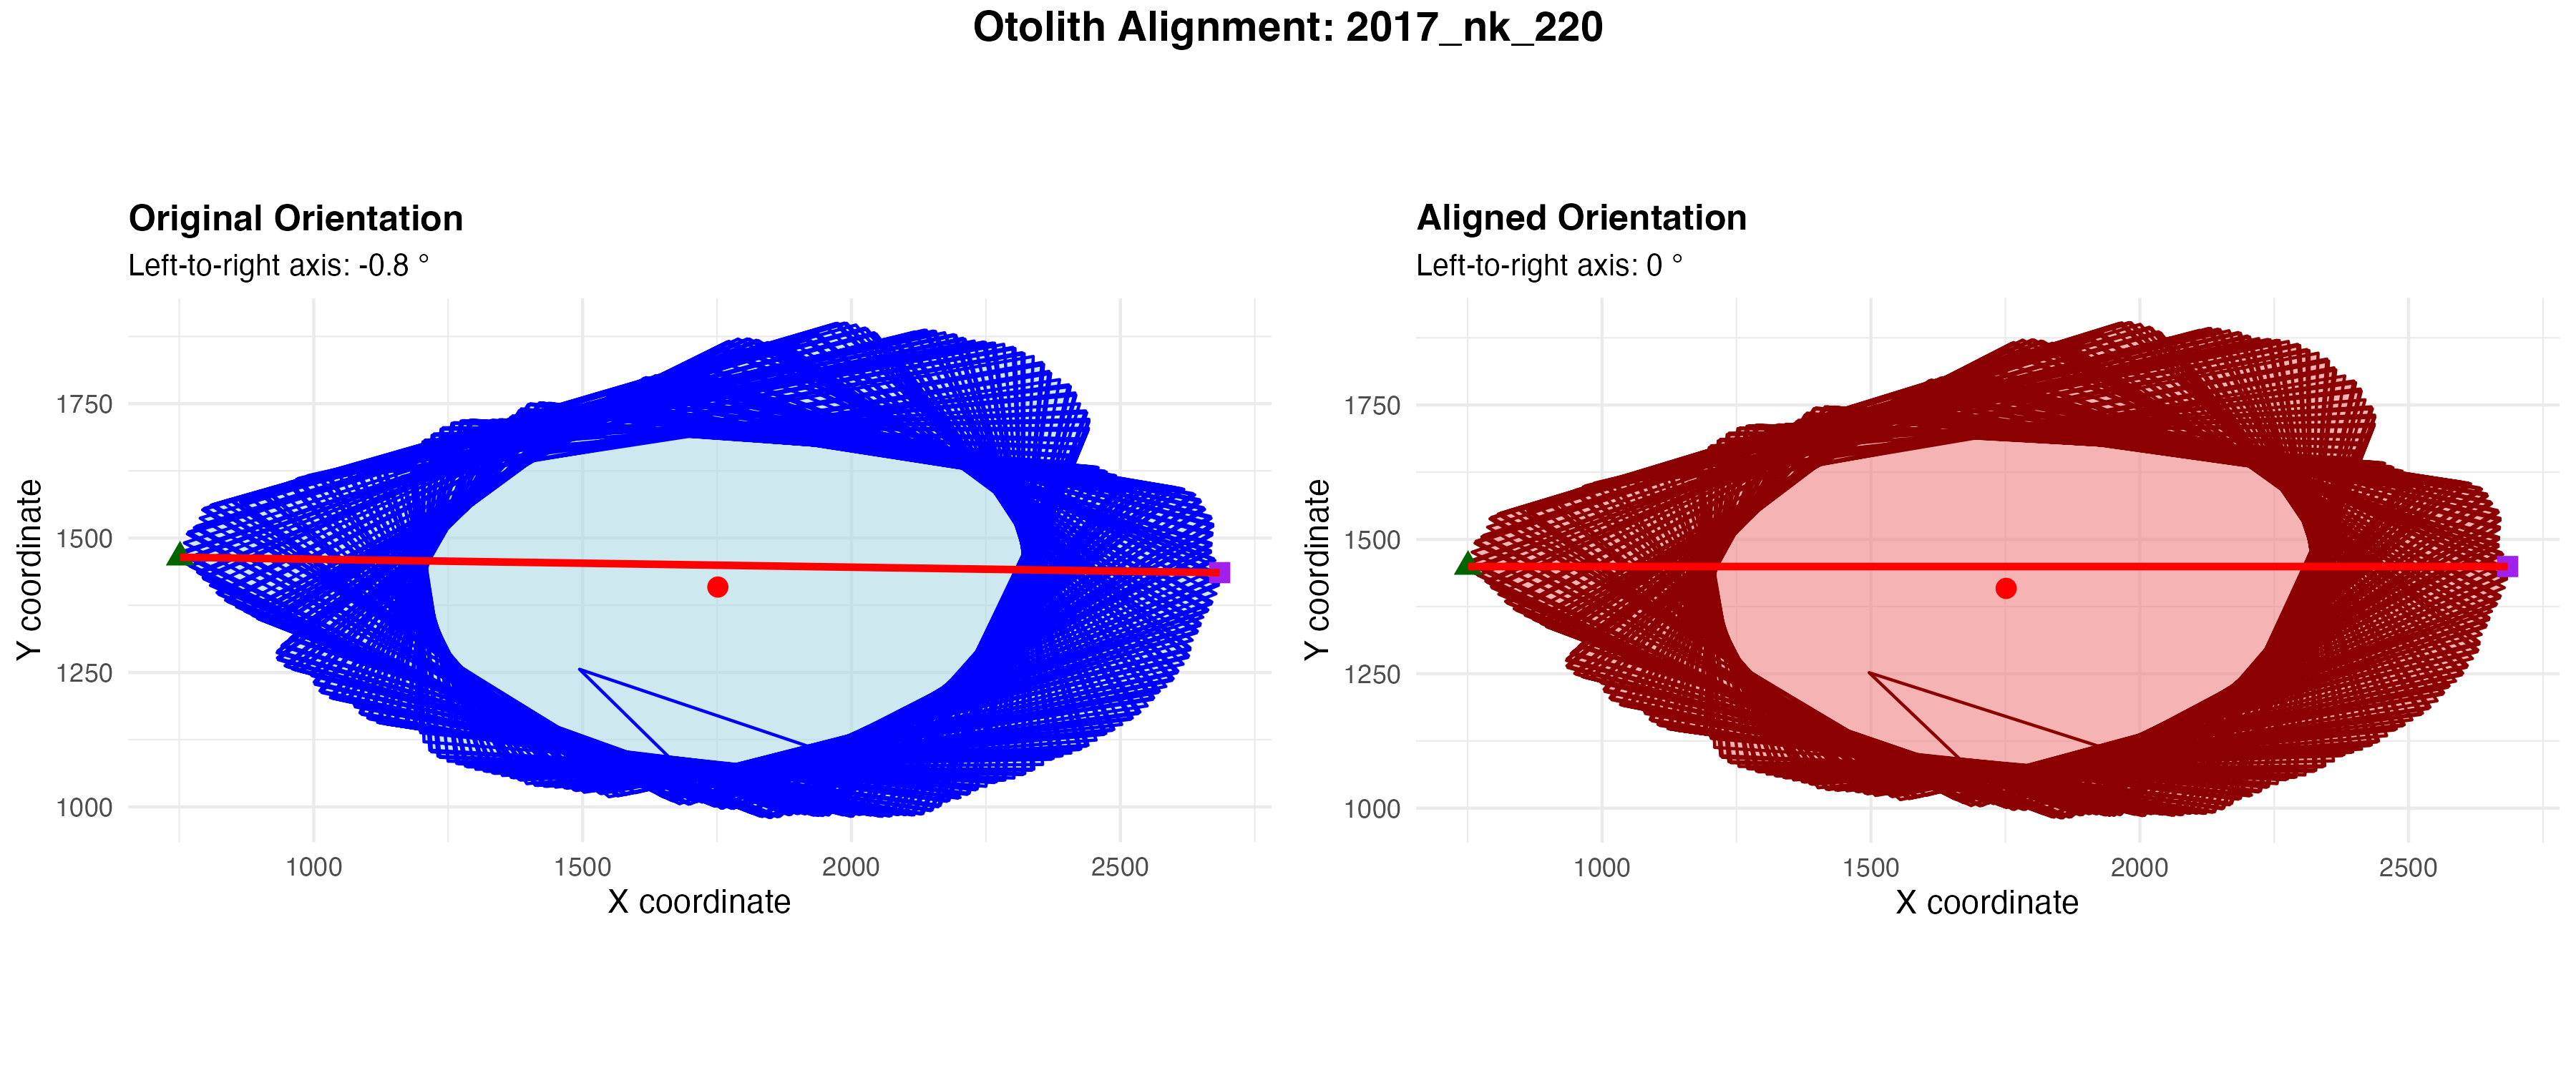 Otolith Alignment: 2017_nk_220
Original Orientation
Left-to-right axis: -0.8 °
Y coordinate
1750
1500
1250
1000
1000 1500 2000 2500
X coordinate
Aligned Orientation
Left-to-right axis: 0 °
Y coordinate
1750
1500
1250
1000
1000 1500 2000 2500
X coordinate